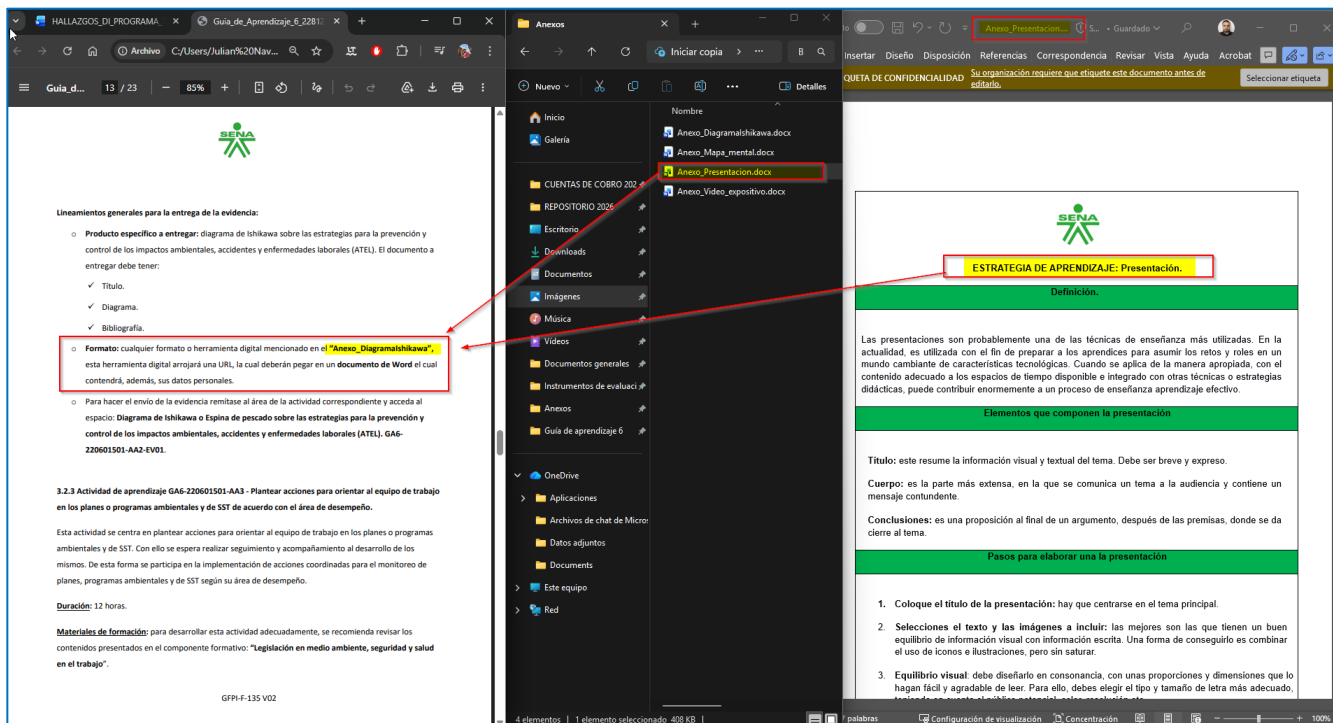 HALLAZGOS_DI_PROGRAMA_
Guia_de_Aprendizaje_6_22812
Archivo
C:/Users/Julian%20Nav...
Guia_d...
13 / 23
85%
SENA
Lineamientos generales para la entrega de la evidencia:
Producto específico a entregar: diagrama de Ishikawa sobre las estrategias para la prevención y
control de los impactos ambientales, accidentes y enfermedades laborales (ATEL). El documento a
entregar debe tener:
✓ Título.
✓ Diagrama.
✓ Bibliografía.
Formato: cualquier formato o herramienta digital mencionado en el "Anexo_DiagramaIshikawa",
esta herramienta digital arrojará una URL, la cual deberán pegar en un documento de Word el cual
contendrá, además, sus datos personales.
Para hacer el envío de la evidencia remítase al área de la actividad correspondiente y acceda al
espacio: Diagrama de Ishikawa o Espina de pescado sobre las estrategias para la prevención y
control de los impactos ambientales, accidentes y enfermedades laborales (ATEL). GA6-
220601501-AA2-EV01.
3.2.3 Actividad de aprendizaje GA6-220601501-AA3 - Plantear acciones para orientar al equipo de trabajo
en los planes o programas ambientales y de SST de acuerdo con el área de desempeño.
Esta actividad se centra en plantear acciones para orientar al equipo de trabajo en los planes o programas
ambientales y de SST. Con ello se espera realizar seguimiento y acompañamiento al desarrollo de los
mismos. De esta forma se participa en la implementación de acciones coordinadas para el monitoreo de
planes, programas ambientales y de SST según su área de desempeño.
Duración: 12 horas.
Materiales de formación: para desarrollar esta actividad adecuadamente, se recomienda revisar los
contenidos presentados en el componente formativo: "Legislación en medio ambiente, seguridad y salud
en el trabajo".
GFPI-F-135 V02
Anexos
Iniciar copia
B
Nuevo
Detalles
Inicio
Galería
CUENTAS DE COBRO 202
REPOSITORIO 2026
Escritorio
Downloads
Documentos
Imágenes
Música
Vídeos
Documentos generales
Instrumentos de evaluaci
Anexos
Guía de aprendizaje 6
OneDrive
Aplicaciones
Archivos de chat de Micros
Datos adjuntos
Documents
Este equipo
Red
Nombre
Anexo_DiagramaIshikawa.docx
Anexo_Mapa_mental.docx
Anexo_Presentacion.docx
Anexo_Video_expositivo.docx
4 elementos
1 elemento seleccionado 408 KB
Anexo_Presentacion....
S... • Guardado
Insertar Diseño Disposición Referencias Correspondencia Revisar Vista Ayuda Acrobat
QUETA DE CONFIDENCIALIDAD
Su organización requiere que etiquete este documento antes de
editarlo.
Seleccionar etiqueta
SENA
ESTRATEGIA DE APRENDIZAJE: Presentación.
Definición.
Las presentaciones son probablemente una de las técnicas de enseñanza más utilizadas. En la
actualidad, es utilizada con el fin de preparar a los aprendices para asumir los retos y roles en un
mundo cambiante de características tecnológicas. Cuando se aplica de la manera apropiada, con el
contenido adecuado a los espacios de tiempo disponible e integrado con otras técnicas o estrategias
didácticas, puede contribuir enormemente a un proceso de enseñanza aprendizaje efectivo.
Elementos que componen la presentación
Título: este resume la información visual y textual del tema. Debe ser breve y expreso.
Cuerpo: es la parte más extensa, en la que se comunica un tema a la audiencia y contiene un
mensaje contundente.
Conclusiones: es una proposición al final de un argumento, después de las premisas, donde se da
cierre al tema.
Pasos para elaborar una la presentación
1. Coloque el título de la presentación: hay que centrarse en el tema principal.
2. Selecciones el texto y las imágenes a incluir: las mejores son las que tienen un buen
equilibrio de información visual con información escrita. Una forma de conseguirlo es combinar
el uso de iconos e ilustraciones, pero sin saturar.
3. Equilibrio visual: debe diseñarlo en consonancia, con unas proporciones y dimensiones que lo
hagan fácil y agradable de leer. Para ello, debes elegir el tipo y tamaño de letra más adecuado,
palabras
Configuración de visualización
Concentración
100%